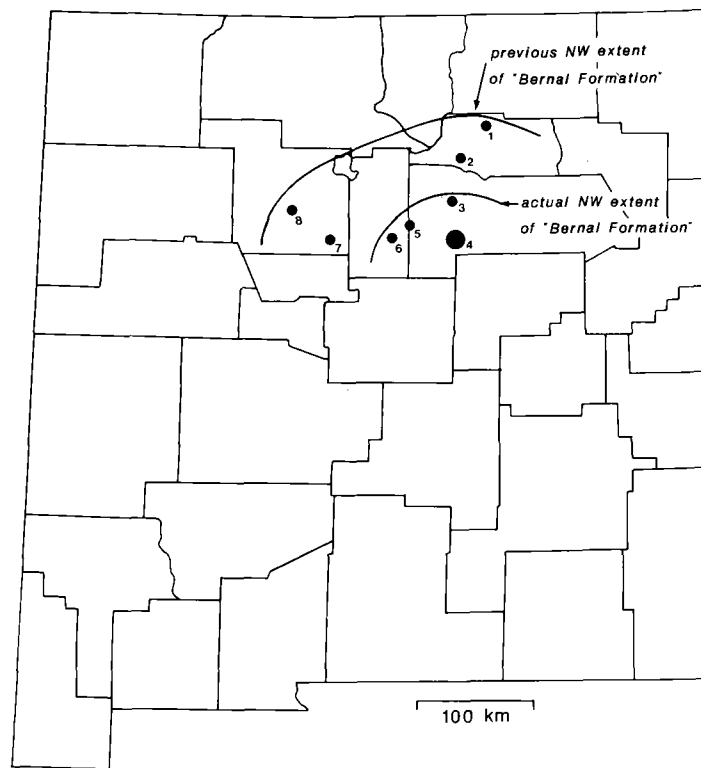 previous NW extent
of "Bernal Formation"
1
2
actual NW extent
of "Bernal Formation"
3
8
5
7
6
4
100 km